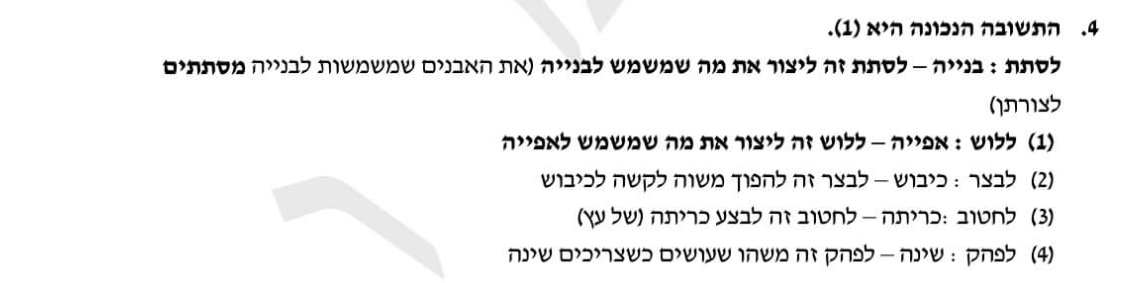 4. התשובה הנכונה היא (1).
לסתת : בנייה – לסתת זה ליצור את מה שמשמש לבנייה (את האבנים שמשמשות לבנייה מסתתים
לצורתן)
(1) ללוש : אפייה – ללוש זה ליצור את מה שמשמש לאפייה
(2) לבצר : כיבוש – לבצר זה להפוך משוה לקשה לכיבוש
(3) לחטוב :כריתה – לחטוב זה לבצע כריתה (של עץ)
(4) לפהק : שינה – לפהק זה משהו שעושים כשצריכים שינה